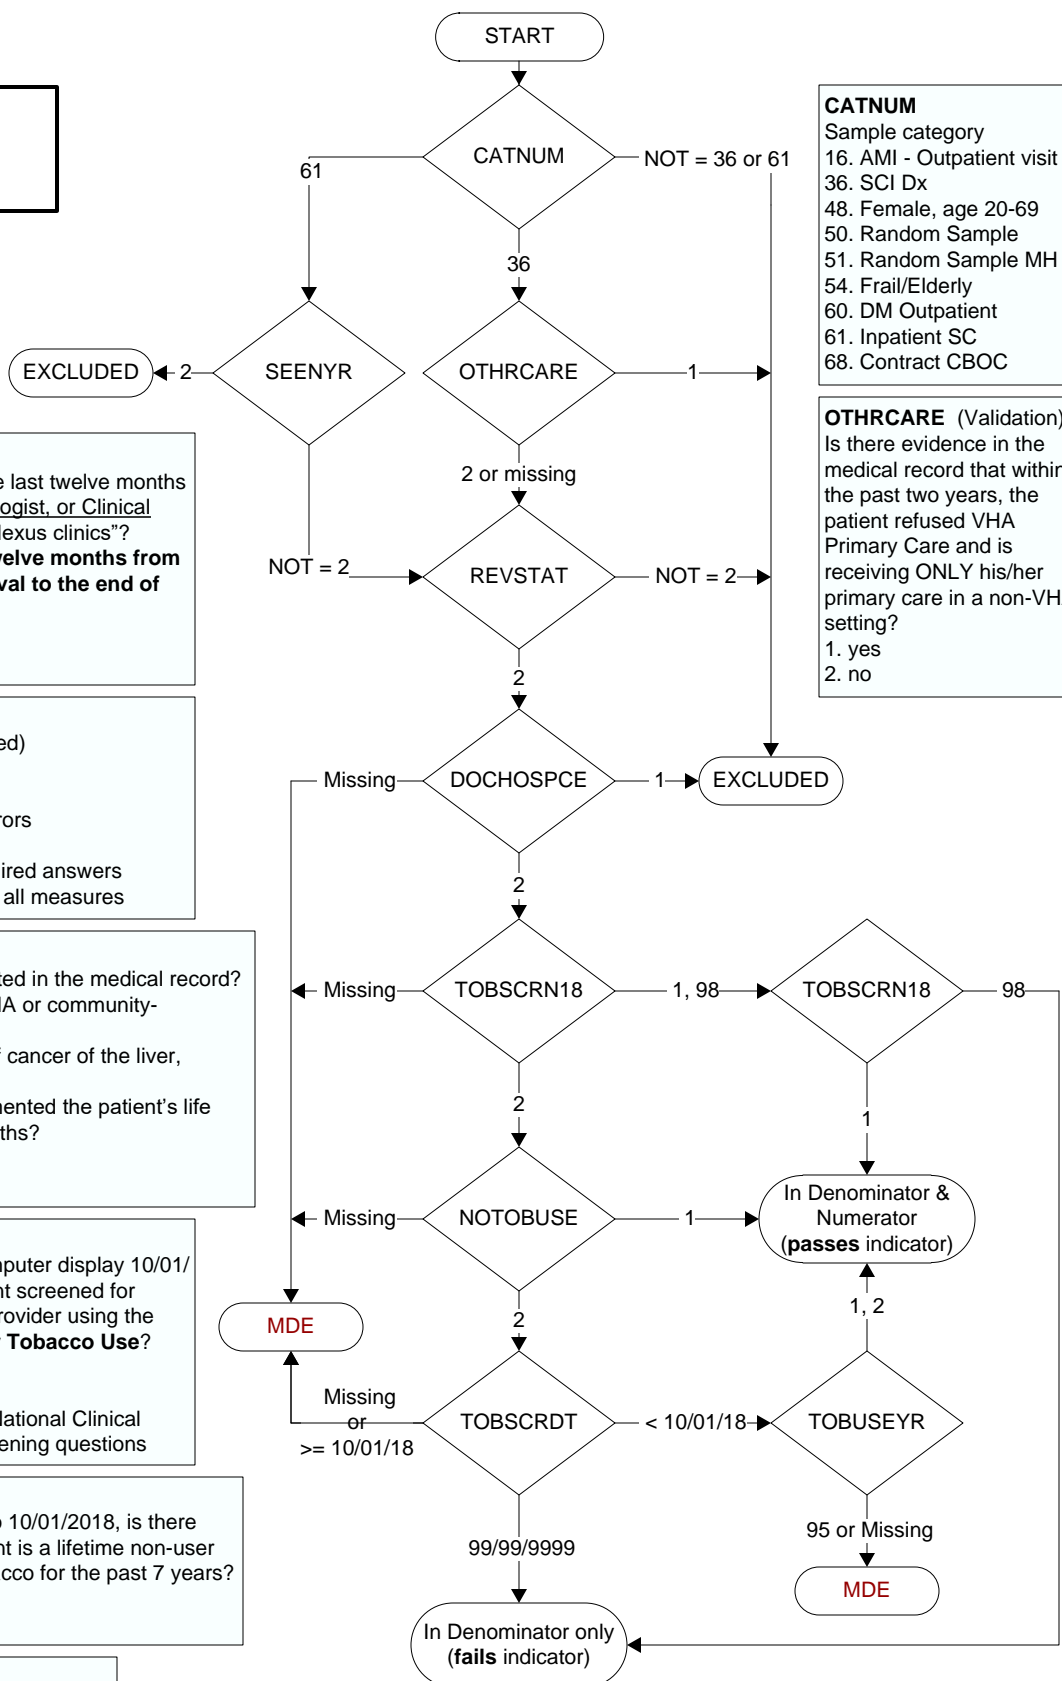 START
CATNUM
61
NOT = 36 or 61
36
SEENYR
2
EXCLUDED
OTHRCARE
1
2 or missing
NOT = 2
REVSTAT
NOT = 2
2
DOCHOSPCE
Missing
1
EXCLUDED
2
TOBSCRN18
Missing
1, 98
TOBSCRN18
98
2
1
NOTOBUSE
Missing
1
In Denominator &
Numerator
(passes indicator)
MDE
2
1, 2
TOBSCRDT
Missing
or
>= 10/01/18
< 10/01/18
TOBUSEYR
99/99/9999
95 or Missing
MDE
In Denominator only
(fails indicator)
CATNUM
Sample category
16. AMI - Outpatient visit
36. SCI Dx
48. Female, age 20-69
50. Random Sample
51. Random Sample MH
54. Frail/Elderly
60. DM Outpatient
61. Inpatient SC
68. Contract CBOC
OTHRCARE (Validation)
Is there evidence in the
medical record that within
the past two years, the
patient refused VHA
Primary Care and is
receiving ONLY his/her
primary care in a non-VH
setting?
1. yes
2. no
e last twelve months
ogist, or Clinical
lexus clinics”?
welve months from
val to the end of
ed)
rors
ired answers
all measures
ted in the medical record?
IA or community-
f cancer of the liver,
nented the patient’s life
ths?
nputer display 10/01/
nt screened for
rovider using the
r Tobacco Use?
National Clinical
ening questions
o 10/01/2018, is there
nt is a lifetime non-user
acco for the past 7 years?